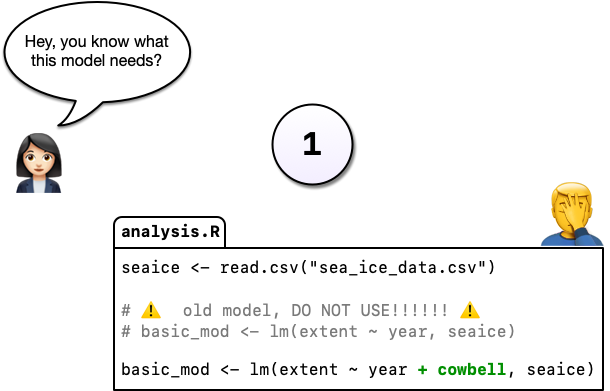 Hey, you know what
this model needs?
1
analysis.R
seaice <- read.csv("sea_ice_data.csv")
# ⚠️  old model, DO NOT USE!!!!!! ⚠️
# basic_mod <- lm(extent ~ year, seaice)
basic_mod <- lm(extent ~ year + cowbell, seaice)